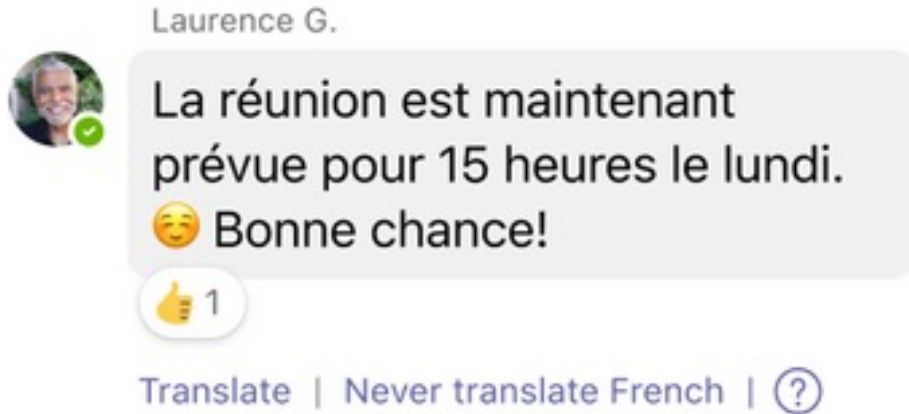 Laurence G.
La réunion est maintenant
prévue pour 15 heures le lundi.
☺️ Bonne chance!
👍 1
Translate | Never translate French | ?